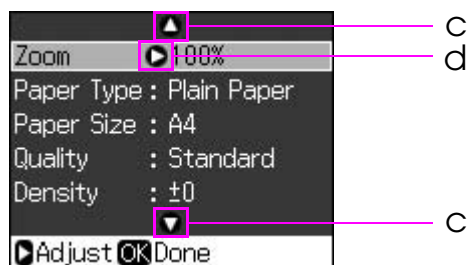 C
Zoom 100%
d
Paper Type : Plain Paper
Paper Size : A4
Quality : Standard
Density : ±0
C
Adjust OK Done